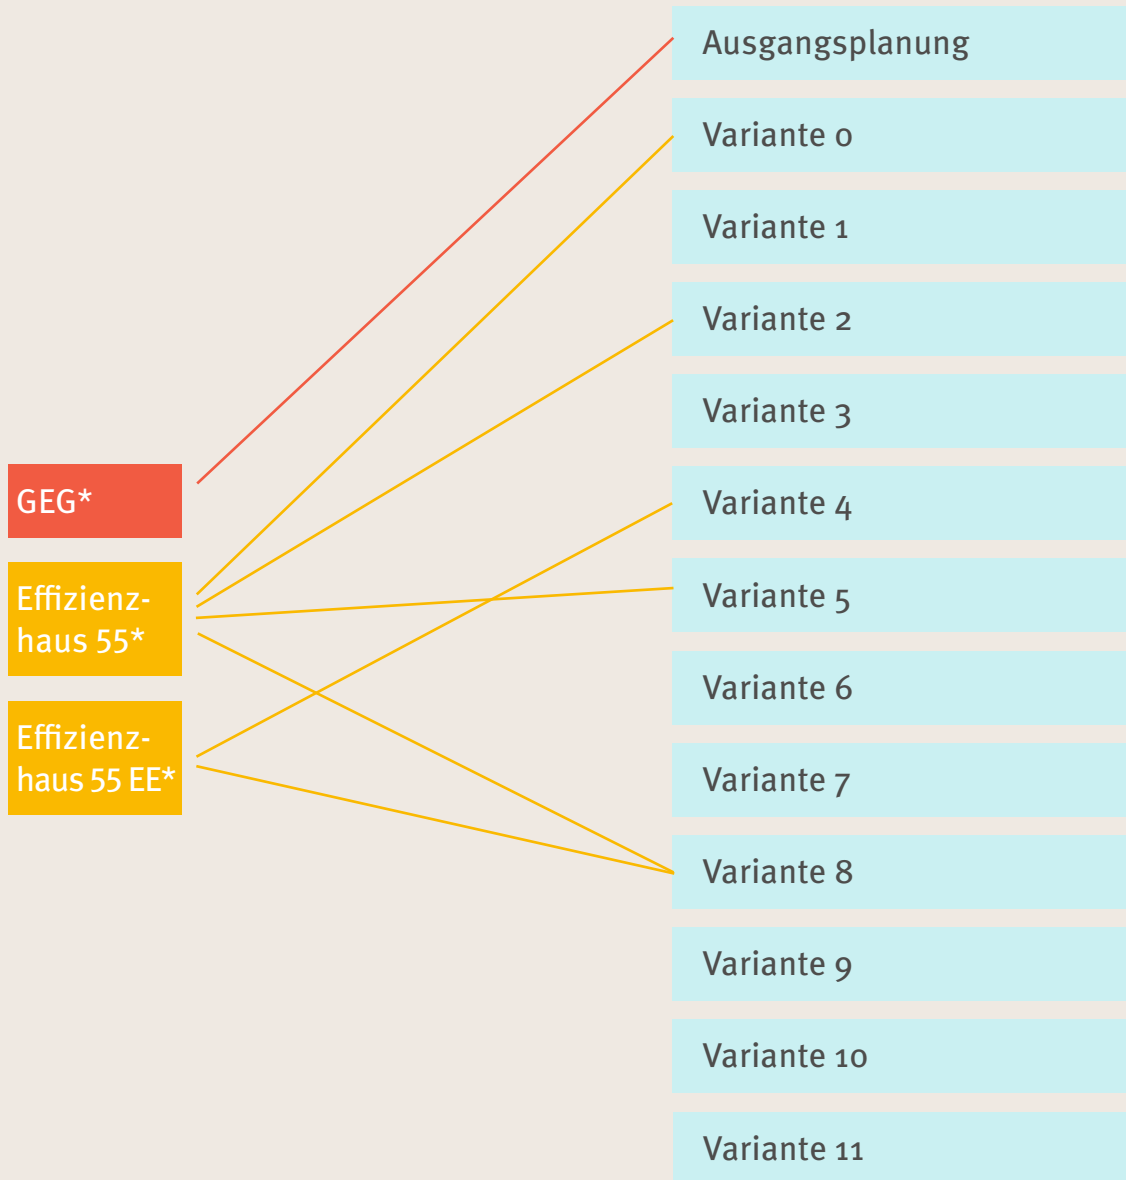 GEG*
Effizienz-
haus 55*
Effizienz-
haus 55 EE*
Ausgangsplanung
Variante 0
Variante 1
Variante 2
Variante 3
Variante 4
Variante 5
Variante 6
Variante 7
Variante 8
Variante 9
Variante 10
Variante 11